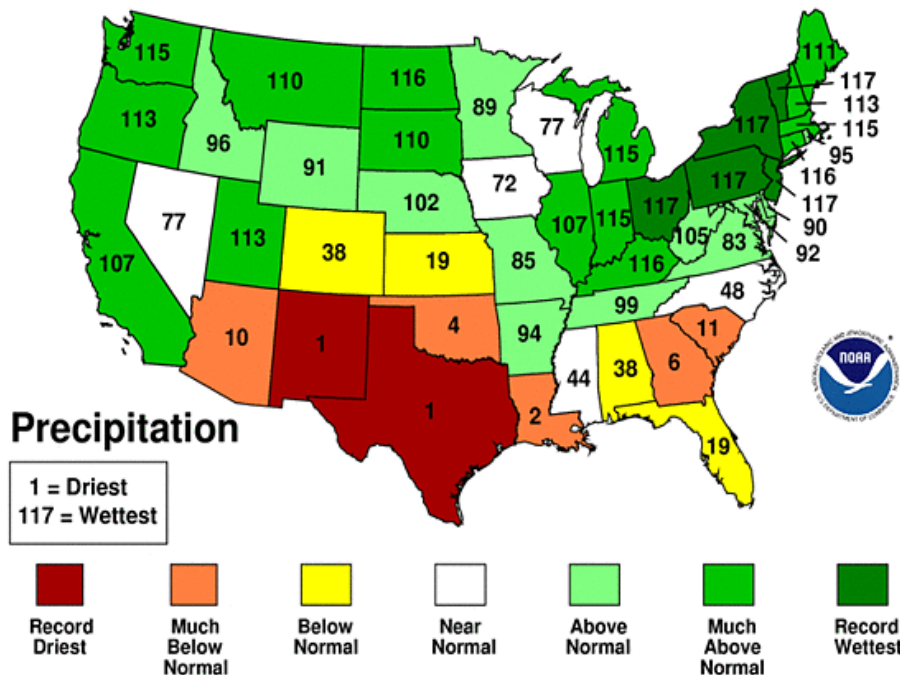 115
110
116
89
111
117
113
115
95
116
117
90
92
113
96
91
110
77
115
117
117
77
102
72
107
115
117
105
83
107
113
38
19
85
116
48
99
10
1
4
94
11
1
2
44
38
6
19
NOAA
Precipitation
1 = Driest
117 = Wettest
Record
Driest
Much
Below
Normal
Below
Normal
Near
Normal
Above
Normal
Much
Above
Normal
Record
Wettest